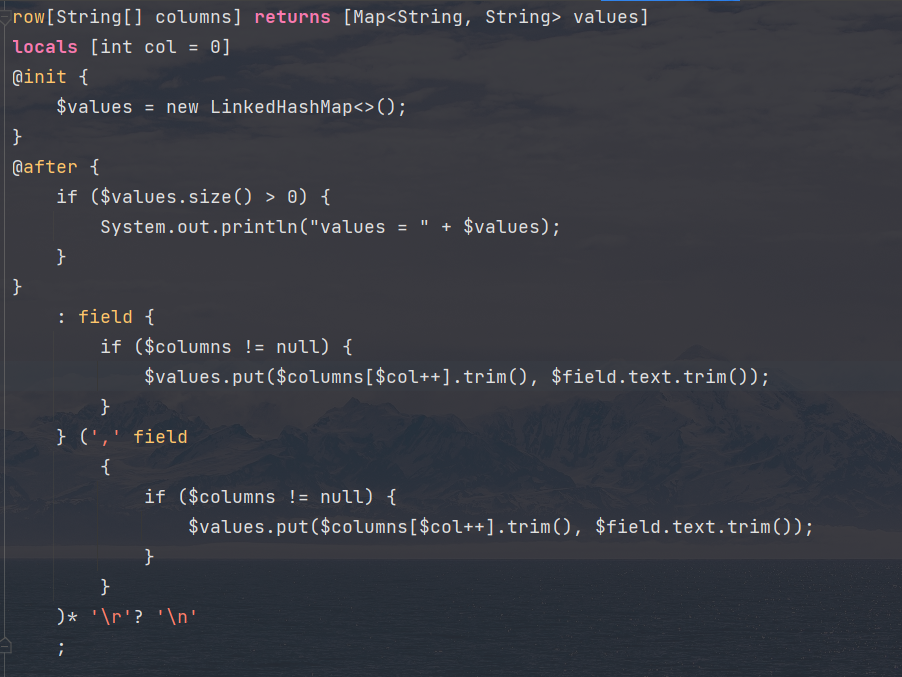 row[String[] columns] returns [Map<String, String> values]
locals [int col = 0]
@init {
    $values = new LinkedHashMap<>();
}
@after {
    if ($values.size() > 0) {
        System.out.println("values = " + $values);
    }
}
    : field {
        if ($columns != null) {
            $values.put($columns[$col++].trim(), $field.text.trim());
        }
    } (',' field
        {
            if ($columns != null) {
                $values.put($columns[$col++].trim(), $field.text.trim());
            }
        }
    )* '\r'? '\n'
    ;